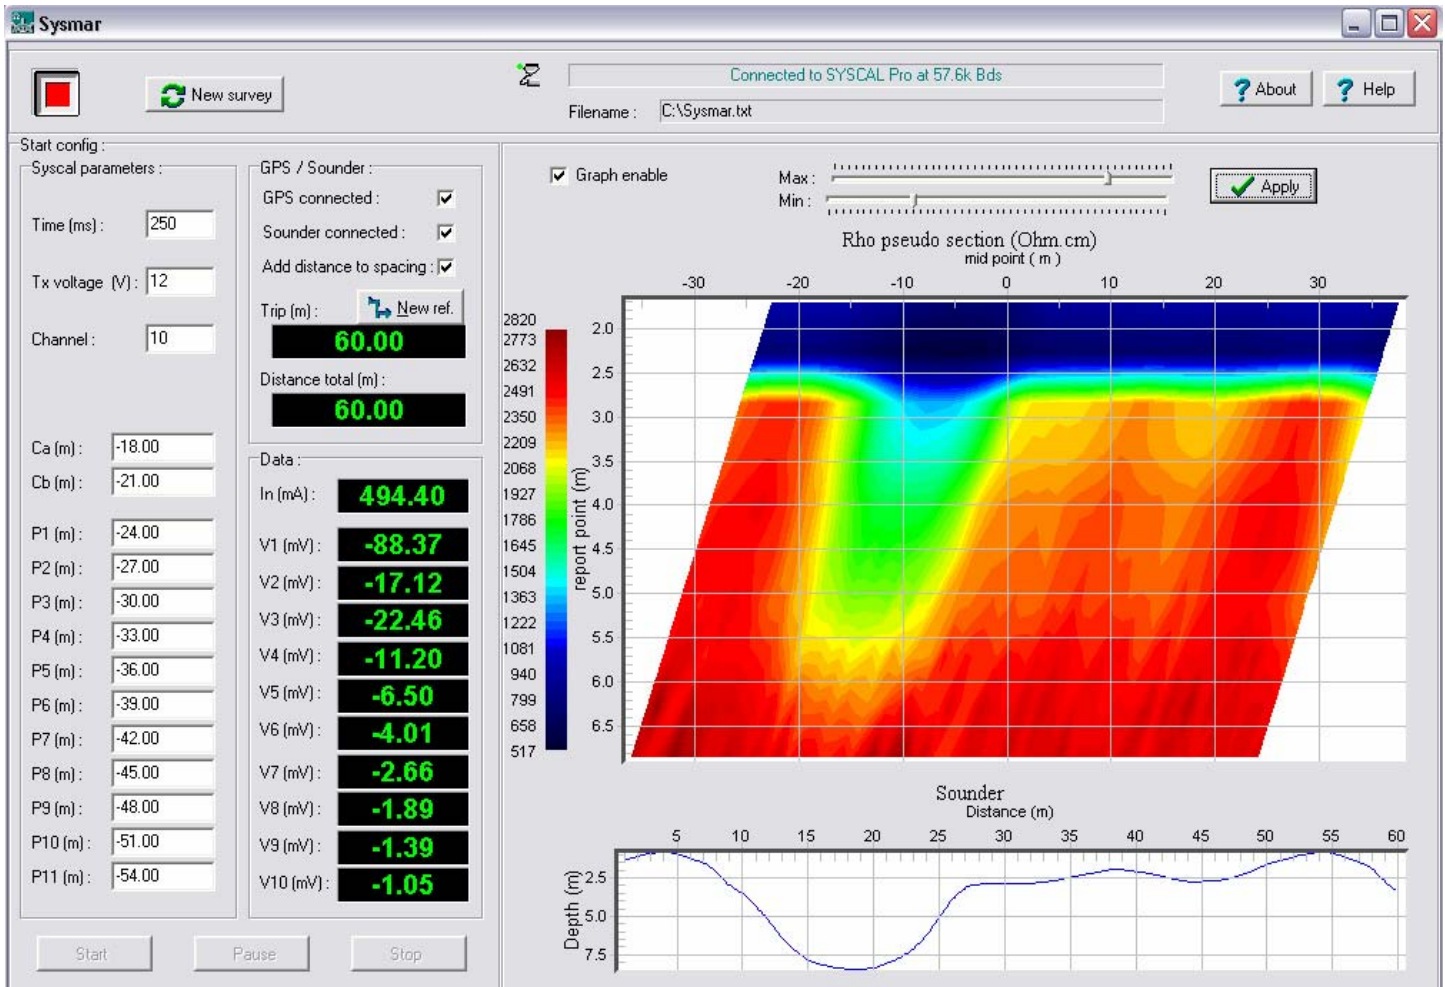 Sysmar
New survey
Connected to SYSCAL Pro at 57.6k Bds
Filename : C:\Sysmar.txt
About
Help
Start config :
Syscal parameters :
Time (ms) : 250
Tx voltage (V) : 12
Channel : 10
Ca (m) : -18.00
Cb (m) : -21.00
P1 (m) : -24.00
P2 (m) : -27.00
P3 (m) : -30.00
P4 (m) : -33.00
P5 (m) : -36.00
P6 (m) : -39.00
P7 (m) : -42.00
P8 (m) : -45.00
P9 (m) : -48.00
P10 (m) : -51.00
P11 (m) : -54.00
GPS / Sounder :
GPS connected :
Sounder connected :
Add distance to spacing :
Trip (m) : New ref.
60.00
Distance total (m) :
60.00
Data :
In (mA) : 494.40
V1 (mV) : -88.37
V2 (mV) : -17.12
V3 (mV) : -22.46
V4 (mV) : -11.20
V5 (mV) : -6.50
V6 (mV) : -4.01
V7 (mV) : -2.66
V8 (mV) : -1.89
V9 (mV) : -1.39
V10 (mV) : -1.05
Start Pause Stop
Graph enable
Max :
Min :
Apply
Rho pseudo section (Ohm.cm)
mid point ( m )
-30 -20 -10 0 10 20 30
2820
2773
2632
2491
2350
2209
2068
1927
1786
1645
1504
1363
1222
1081
940
799
658
517
report point (m)
2.0
2.5
3.0
3.5
4.0
4.5
5.0
5.5
6.0
6.5
Sounder
Distance (m)
5 10 15 20 25 30 35 40 45 50 55 60
Depth (m)
2.5
5.0
7.5